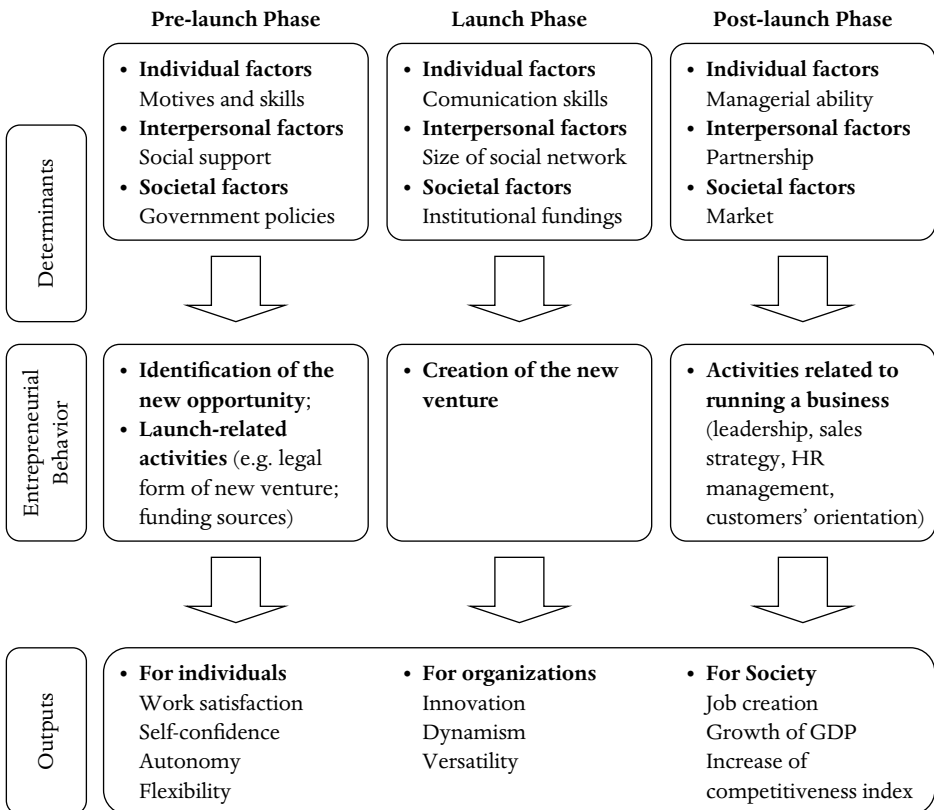 Pre-launch Phase
Launch Phase
Post-launch Phase
Determinants
• Individual factors
Motives and skills
• Interpersonal factors
Social support
• Societal factors
Government policies
• Individual factors
Comunication skills
• Interpersonal factors
Size of social network
• Societal factors
Institutional fundings
• Individual factors
Managerial ability
• Interpersonal factors
Partnership
• Societal factors
Market
Entrepreneurial
Behavior
• Identification of the
new opportunity;
• Launch-related
activities (e.g. legal
form of new venture;
funding sources)
• Creation of the new
venture
• Activities related to
running a business
(leadership, sales
strategy, HR
management,
customers’ orientation)
Outputs
• For individuals
Work satisfaction
Self-confidence
Autonomy
Flexibility
• For organizations
Innovation
Dynamism
Versatility
• For Society
Job creation
Growth of GDP
Increase of
competitiveness index